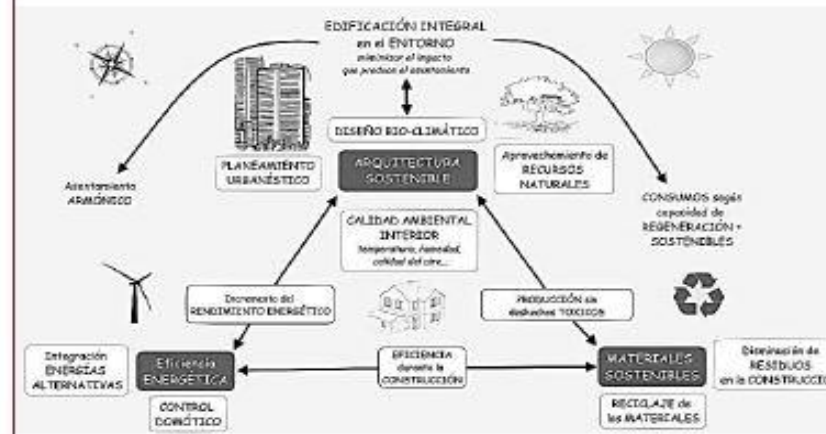 EDIFICACIÓN INTEGRAL
en el ENTORNO
minimizar el impacto
que produce el asentamiento
DISEÑO BIO-CLIMÁTICO
PLANEAMIENTO
URBANÍSTICO
ARQUITECTURA
SOSTENIBLE
Aprovechamiento de
RECURSOS
NATURALES
Asentamiento
ARMÓNICO
CONSUMOS según
capacidad de
REGENERACIÓN +
SOSTENIBLES
CALIDAD AMBIENTAL
INTERIOR
temperatura, humedad,
calidad del aire...
Incremento del
RENDIMIENTO ENERGÉTICO
PRODUCCIÓN sin
deshechos TOXICOS
Integración
ENERGÍAS
ALTERNATIVAS
Eficiencia
ENERGÉTICA
EFICIENCIA
durante la
CONSTRUCCIÓN
MATERIALES
SOSTENIBLES
Disminución de
RESIDUOS
en la CONSTRUCCI
CONTROL
DOMÓTICO
RECICLAJE de
los MATERIALES